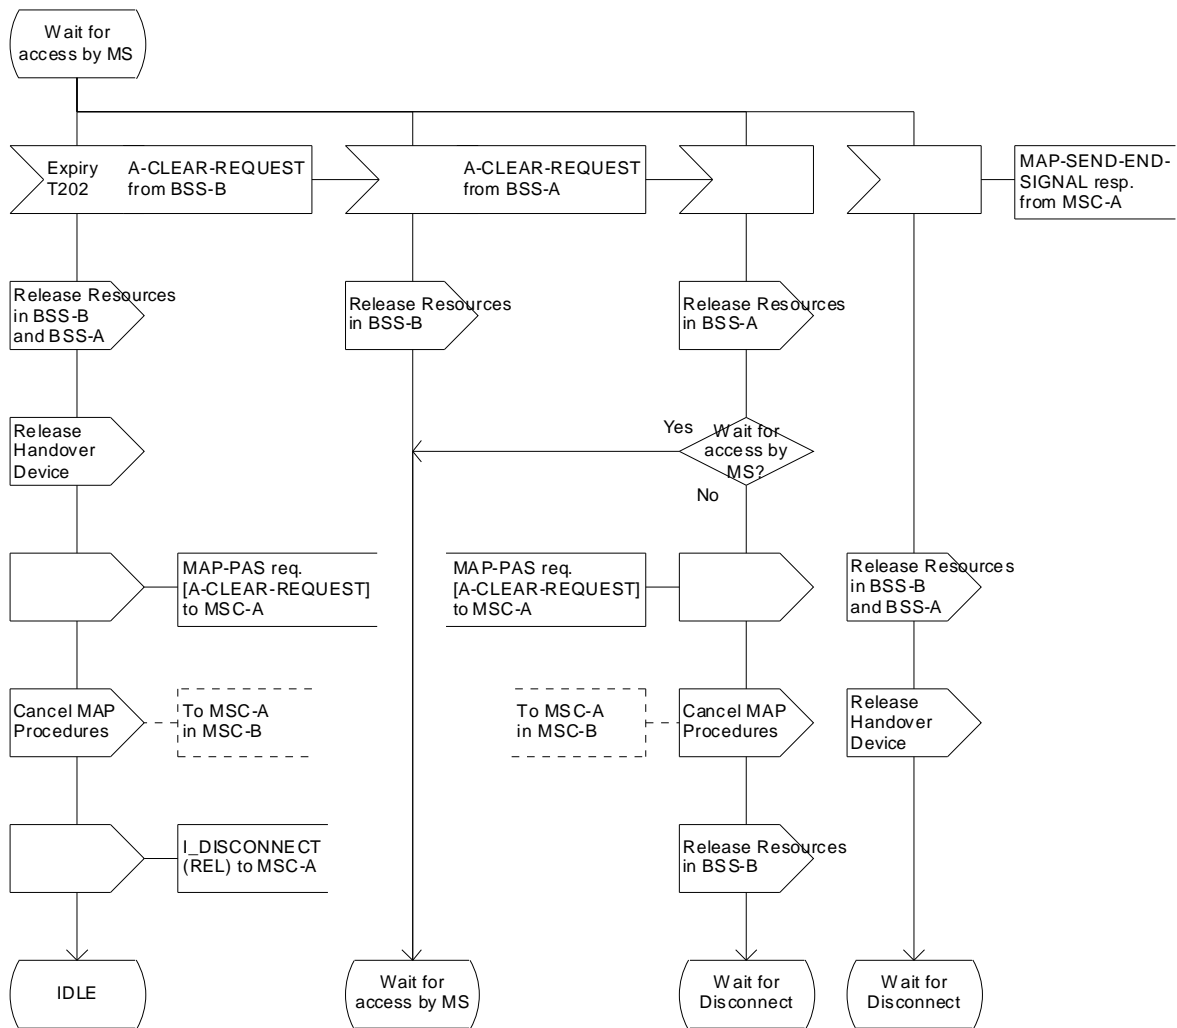 Wait for
access by MS
Expiry
T202
A-CLEAR-REQUEST
from BSS-B
A-CLEAR-REQUEST
from BSS-A
MAP-SEND-END-
SIGNAL resp.
from MSC-A
Release Resources
in BSS-B
and BSS-A
Release Resources
in BSS-B
Release Resources
in BSS-A
Release
Handover
Device
Yes
Wait for
access by
MS?
No
MAP-PAS req.
[A-CLEAR-REQUEST]
to MSC-A
MAP-PAS req.
[A-CLEAR-REQUEST]
to MSC-A
Release Resources
in BSS-B
and BSS-A
Cancel MAP
Procedures
To MSC-A
in MSC-B
To MSC-A
in MSC-B
Cancel MAP
Procedures
Release
Handover
Device
I_DISCONNECT
(REL) to MSC-A
Release Resources
in BSS-B
IDLE
Wait for
access by MS
Wait for
Disconnect
Wait for
Disconnect